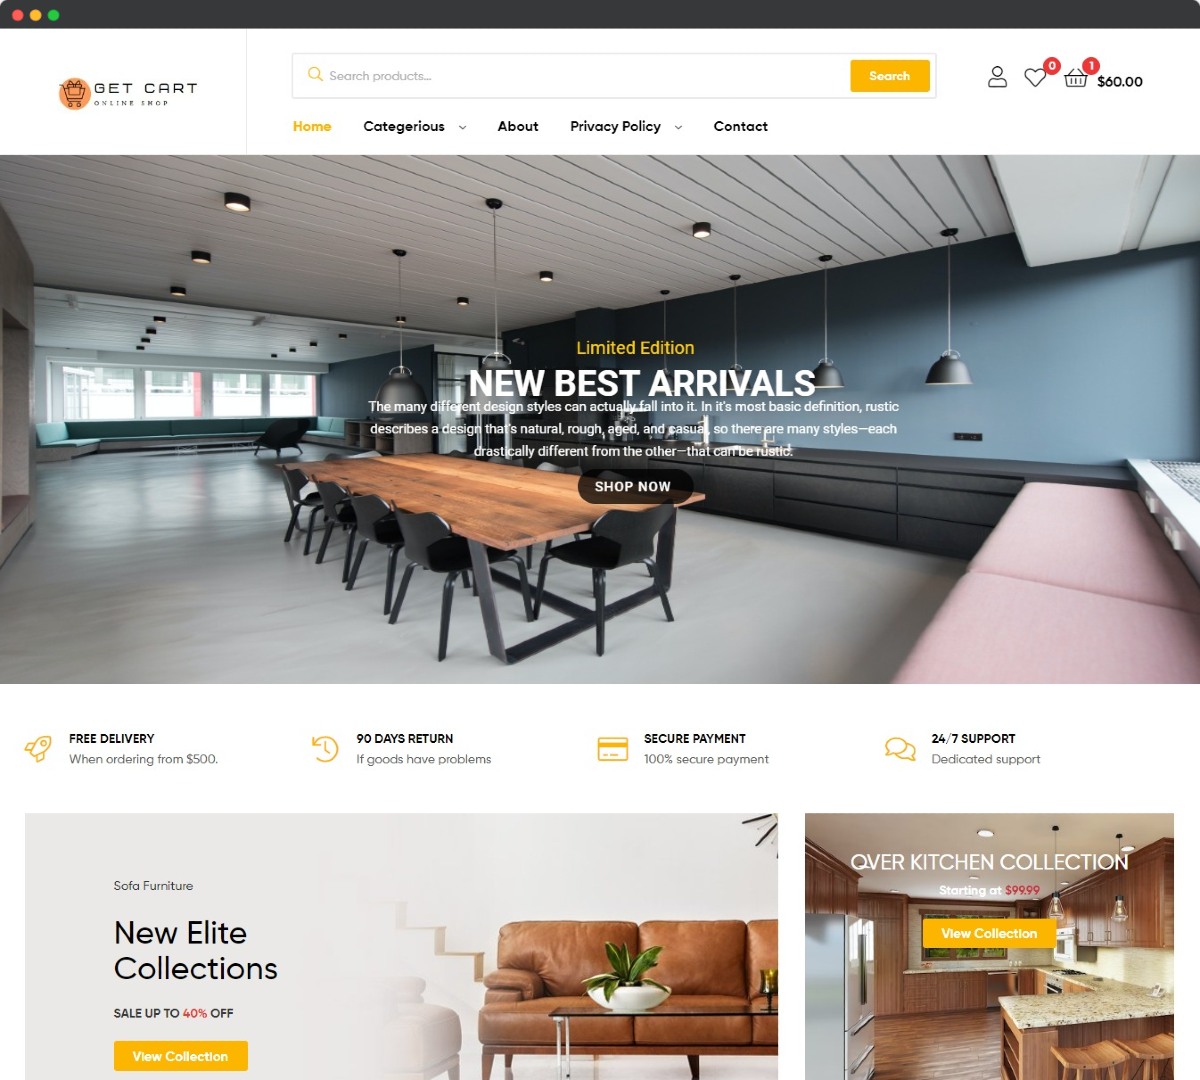 GET CART
ONLINE SHOP
Search products...
Search
0
1
$60.00
Home
Categerious
About
Privacy Policy
Contact
Limited Edition
NEW BEST ARRIVALS
The many different design styles can actually fall into it. In it's most basic definition, rustic
describes a design that's natural, rough, aged, and casual, so there are many styles—each
drastically different from the other—that can be rustic.
SHOP NOW
FREE DELIVERY
When ordering from $500.
90 DAYS RETURN
If goods have problems
SECURE PAYMENT
100% secure payment
24/7 SUPPORT
Dedicated support
Sofa Furniture
New Elite
Collections
SALE UP TO 40% OFF
View Collection
OVER KITCHEN COLLECTION
Starting at $99.99
View Collection